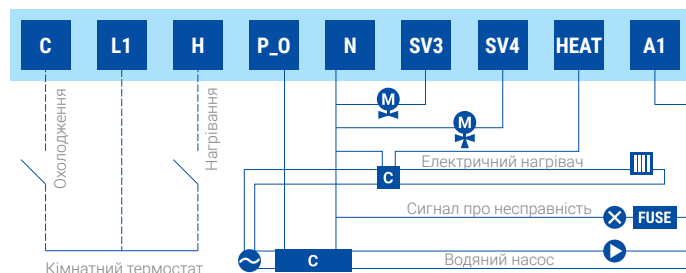 C L1 H P_O N SV3 SV4 HEAT A1
M
M
Охолодження
Нагрівання
Електричний нагрівач
C
Сигнал про несправність
FUSE
C
Водяний насос
Кімнатний термостат